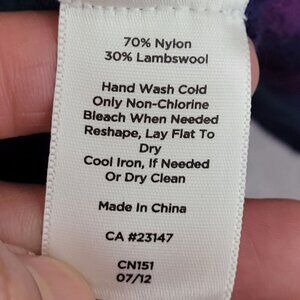 70% Nylon
30% Lambswool
Hand Wash Cold
Only Non-Chlorine
Bleach When Needed
Reshape, Lay Flat To
Dry
Cool Iron, If Needed
Or Dry Clean
Made In China
CA #23147
CN151
07/12